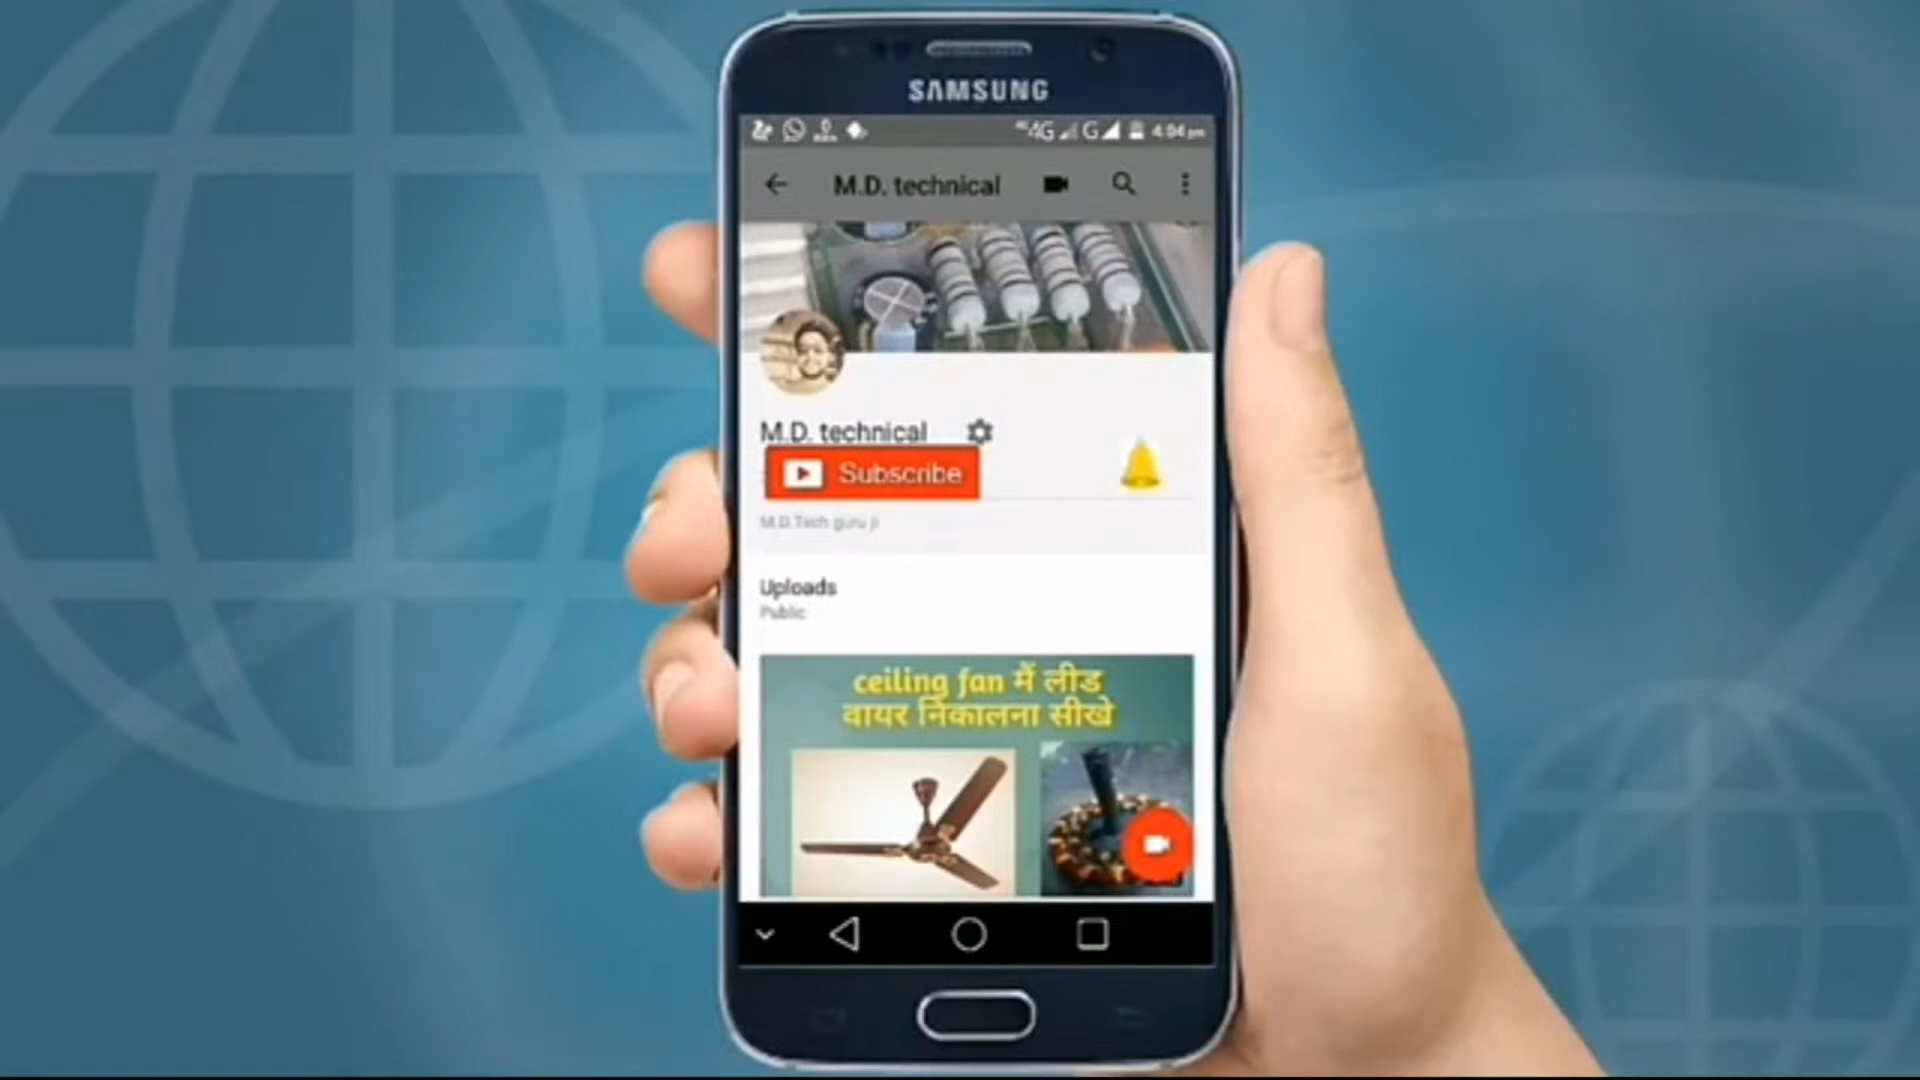 SAMSUNG
4G G 4:04 pm
M.D. technical
M.D. technical
Subscribe
M.D.Tech guru ji
Uploads
Public
ceiling fan में लीड
वायर निकालना सीखे